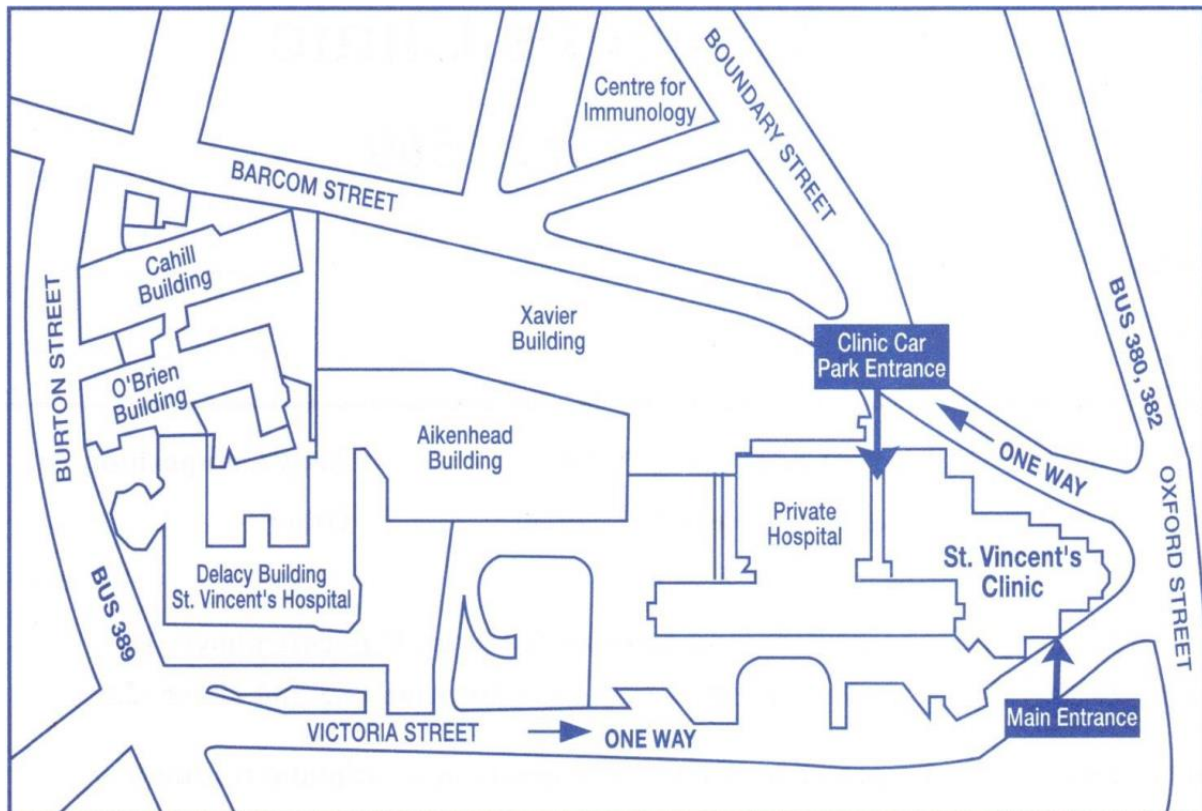 Centre for
Immunology
BOUNDARY STREET
BARCOM STREET
Cahill
Building
BURTON STREET
Xavier
Building
Clinic Car
Park Entrance
BUS 380, 382
O'Brien
Building
Aikenhead
Building
ONE WAY
OXFORD STREET
Private
Hospital
St. Vincent's
Clinic
Delacy Building
St. Vincent's Hospital
BUS 389
Main Entrance
VICTORIA STREET
ONE WAY